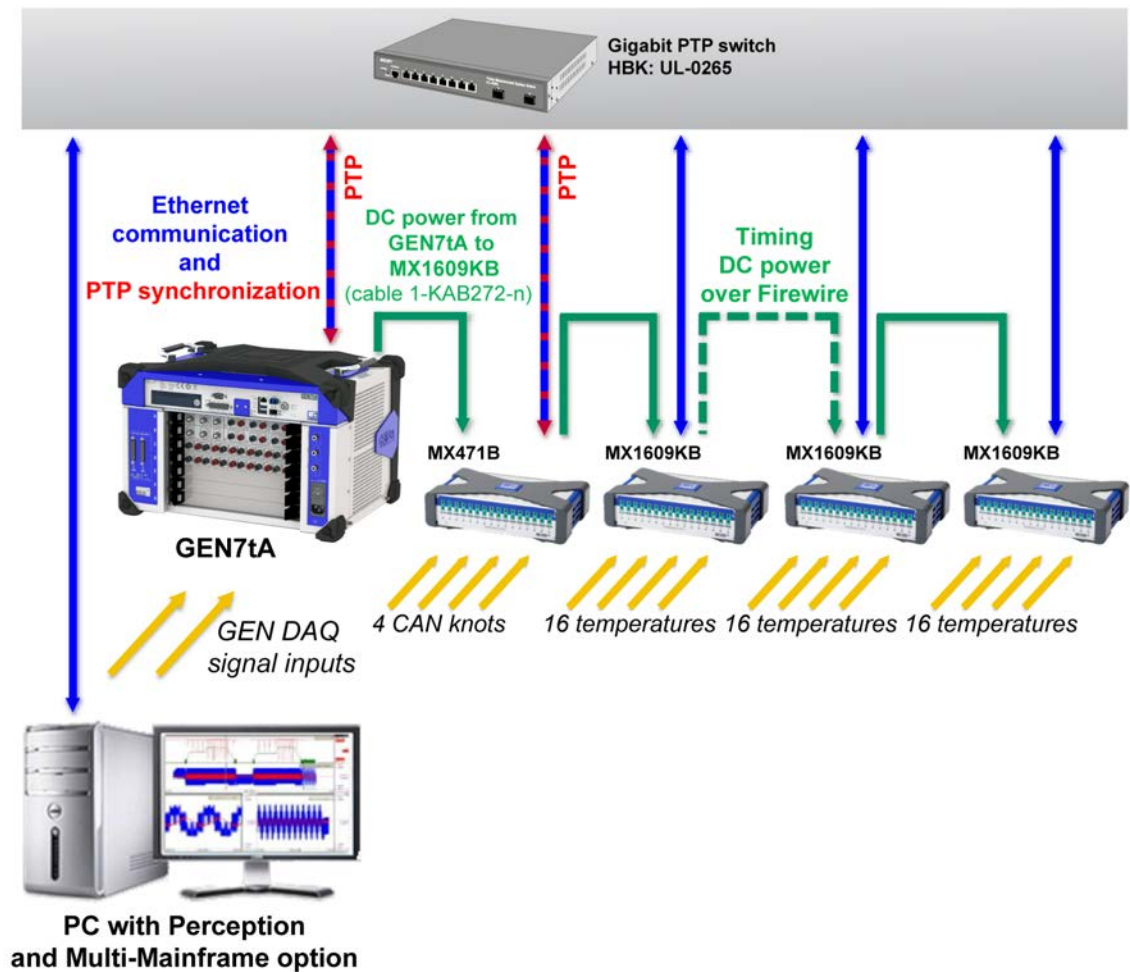 Gigabit PTP switch
HBK: UL-0265
PTP
PTP
Ethernet
communication
and
PTP synchronization
DC power from
GEN7tA to
MX1609KB
(cable 1-KAB272-n)
Timing
DC power
over Firewire
MX471B
MX1609KB
MX1609KB
MX1609KB
GEN7tA
GEN DAQ
signal inputs
4 CAN knots
16 temperatures
16 temperatures
16 temperatures
PC with Perception
and Multi-Mainframe option